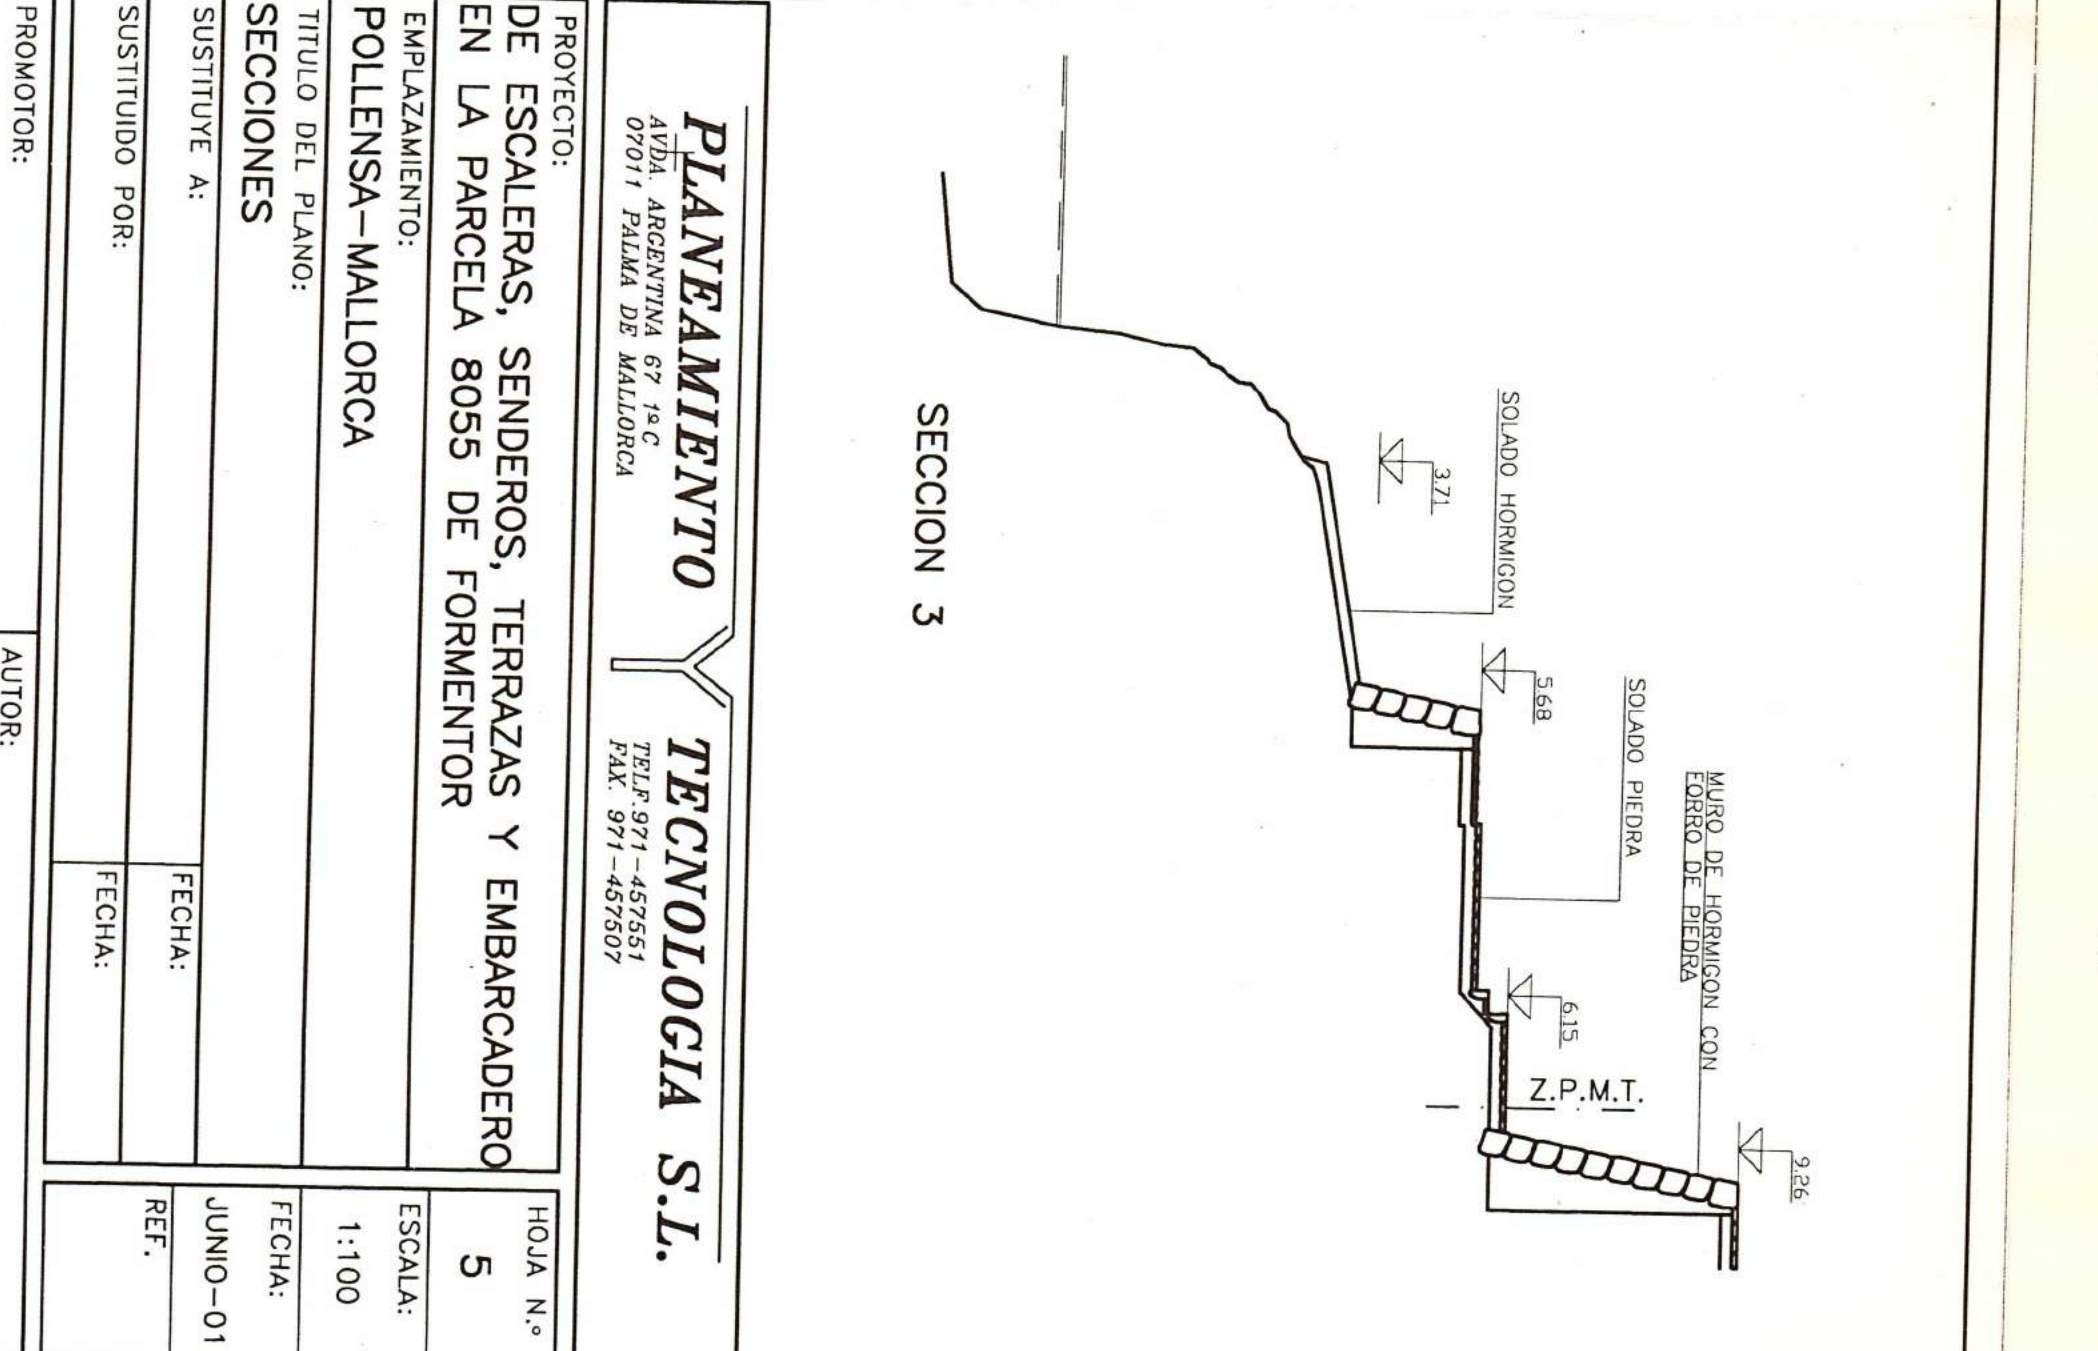 MURO DE HORMIGON CON
FORRO DE PIEDRA
SOLADO PIEDRA
SOLADO HORMIGON
9.26
6.15
5.68
3.71
Z.P.M.T.
SECCION 3
PLANEAMIENTO
AVDA. ARGENTINA 67 1º C
07011 PALMA DE MALLORCA
TECNOLOGIA S.L.
TELF.971-457551
FAX. 971-457507
PROYECTO:
DE ESCALERAS, SENDEROS, TERRAZAS Y EMBARCADERO
EN LA PARCELA 8055 DE FORMENTOR
HOJA N.º
5
EMPLAZAMIENTO:
POLLENSA-MALLORCA
ESCALA:
1:100
TITULO DEL PLANO:
SECCIONES
FECHA:
JUNIO-01
SUSTITUYE A:
FECHA:
REF.
SUSTITUIDO POR:
FECHA:
PROMOTOR:
AUTOR: